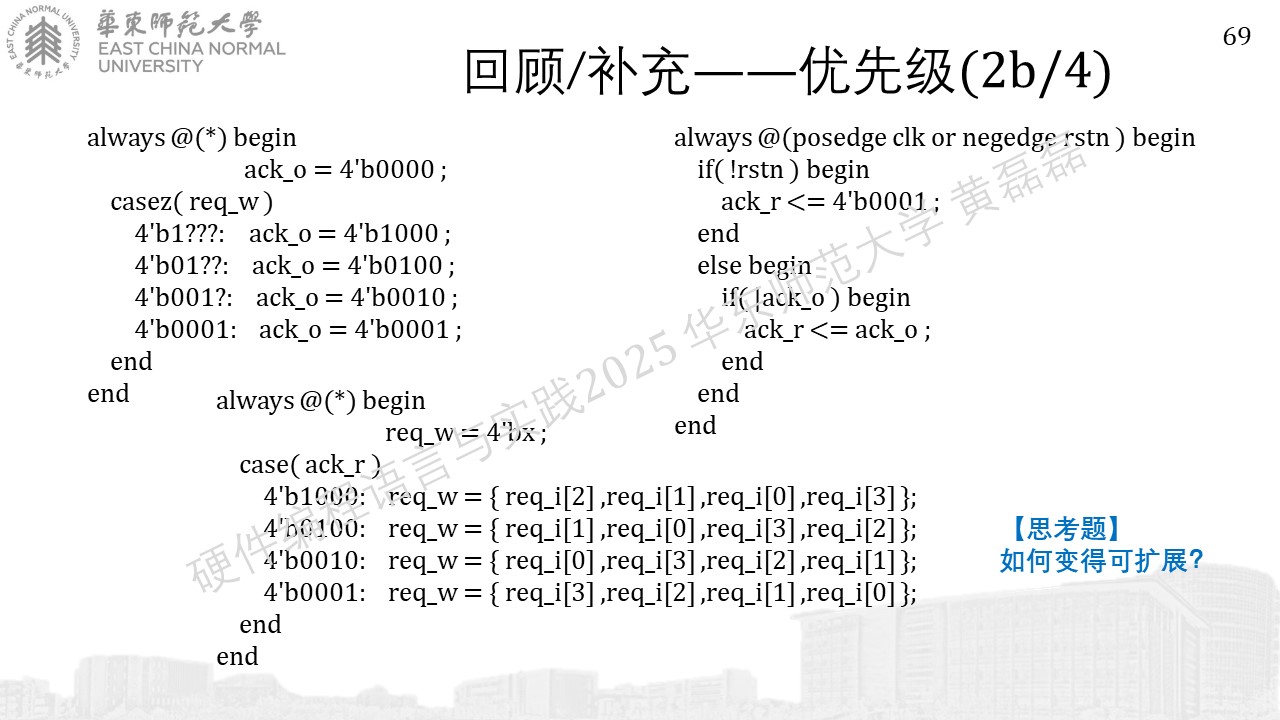 華東師範大學
EAST CHINA NORMAL
UNIVERSITY
69
回顾/补充——优先级(2b/4)
always @(*) begin
ack_o = 4'b0000 ;
casez( req_w )
4'b1???: ack_o = 4'b1000 ;
4'b01??: ack_o = 4'b0100 ;
4'b001?: ack_o = 4'b0010 ;
4'b0001: ack_o = 4'b0001 ;
end
end
always @(posedge clk or negedge rstn ) begin
if( !rstn ) begin
ack_r <= 4'b0001 ;
end
else begin
if( |ack_o ) begin
ack_r <= ack_o ;
end
end
end
always @(*) begin
req_w = 4'bx ;
case( ack_r )
4'b1000: req_w = { req_i[2] ,req_i[1] ,req_i[0] ,req_i[3] };
4'b0100: req_w = { req_i[1] ,req_i[0] ,req_i[3] ,req_i[2] };
4'b0010: req_w = { req_i[0] ,req_i[3] ,req_i[2] ,req_i[1] };
4'b0001: req_w = { req_i[3] ,req_i[2] ,req_i[1] ,req_i[0] };
end
end
【思考题】
如何变得可扩展?
硬件编程语言与实践2025 华东师范大学 黄磊磊